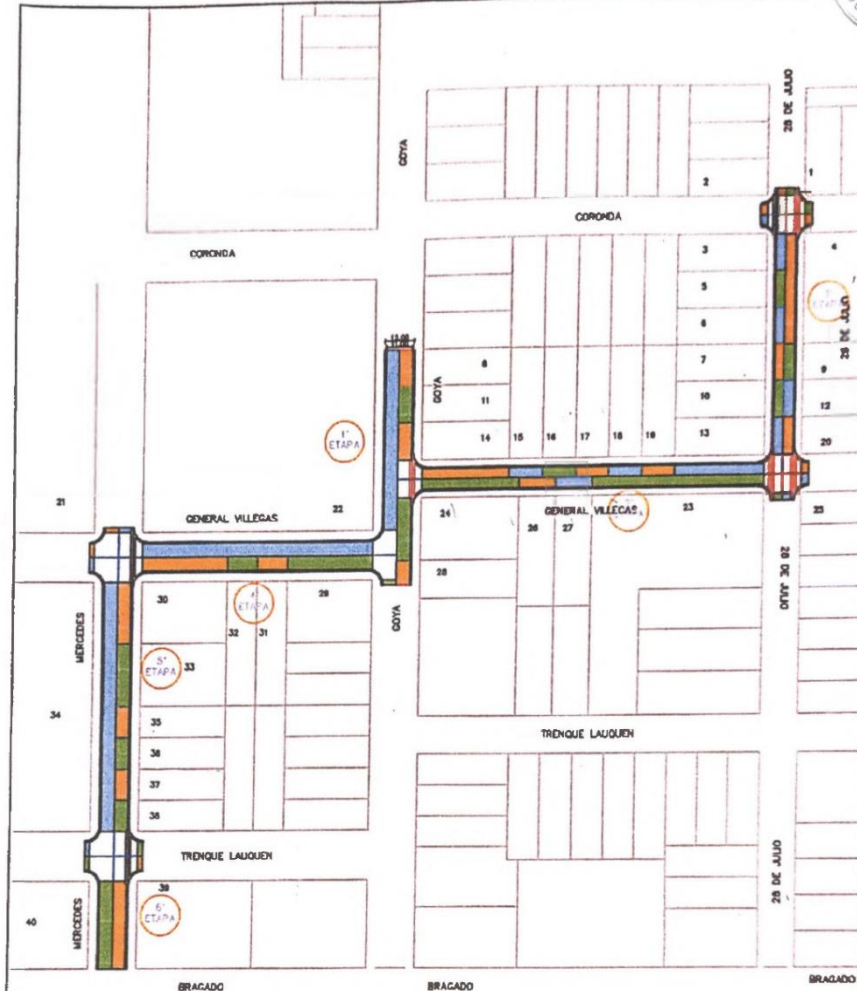 28 DE JULIO
GOYA
1
2
CORONDA
CORONDA
3
4
5
6
ETAPA
28 DE JULIO
7
8
9
GOYA
10
11
12
13
14
15
16
17
18
19
20
1°
ETAPA
21
22
GENERAL VILLEGAS
24
GENERAL VILLEGAS
23
25
26
27
28
28 DE JULIO
MERCEDES
30
29
ETAPA
GOYA
32
31
5°
ETAPA
33
34
35
36
37
38
TRENQUE LAUQUEN
TRENQUE LAUQUEN
28 DE JULIO
39
6°
ETAPA
40
MERCEDES
BRAGADO
BRAGADO
BRAGADO